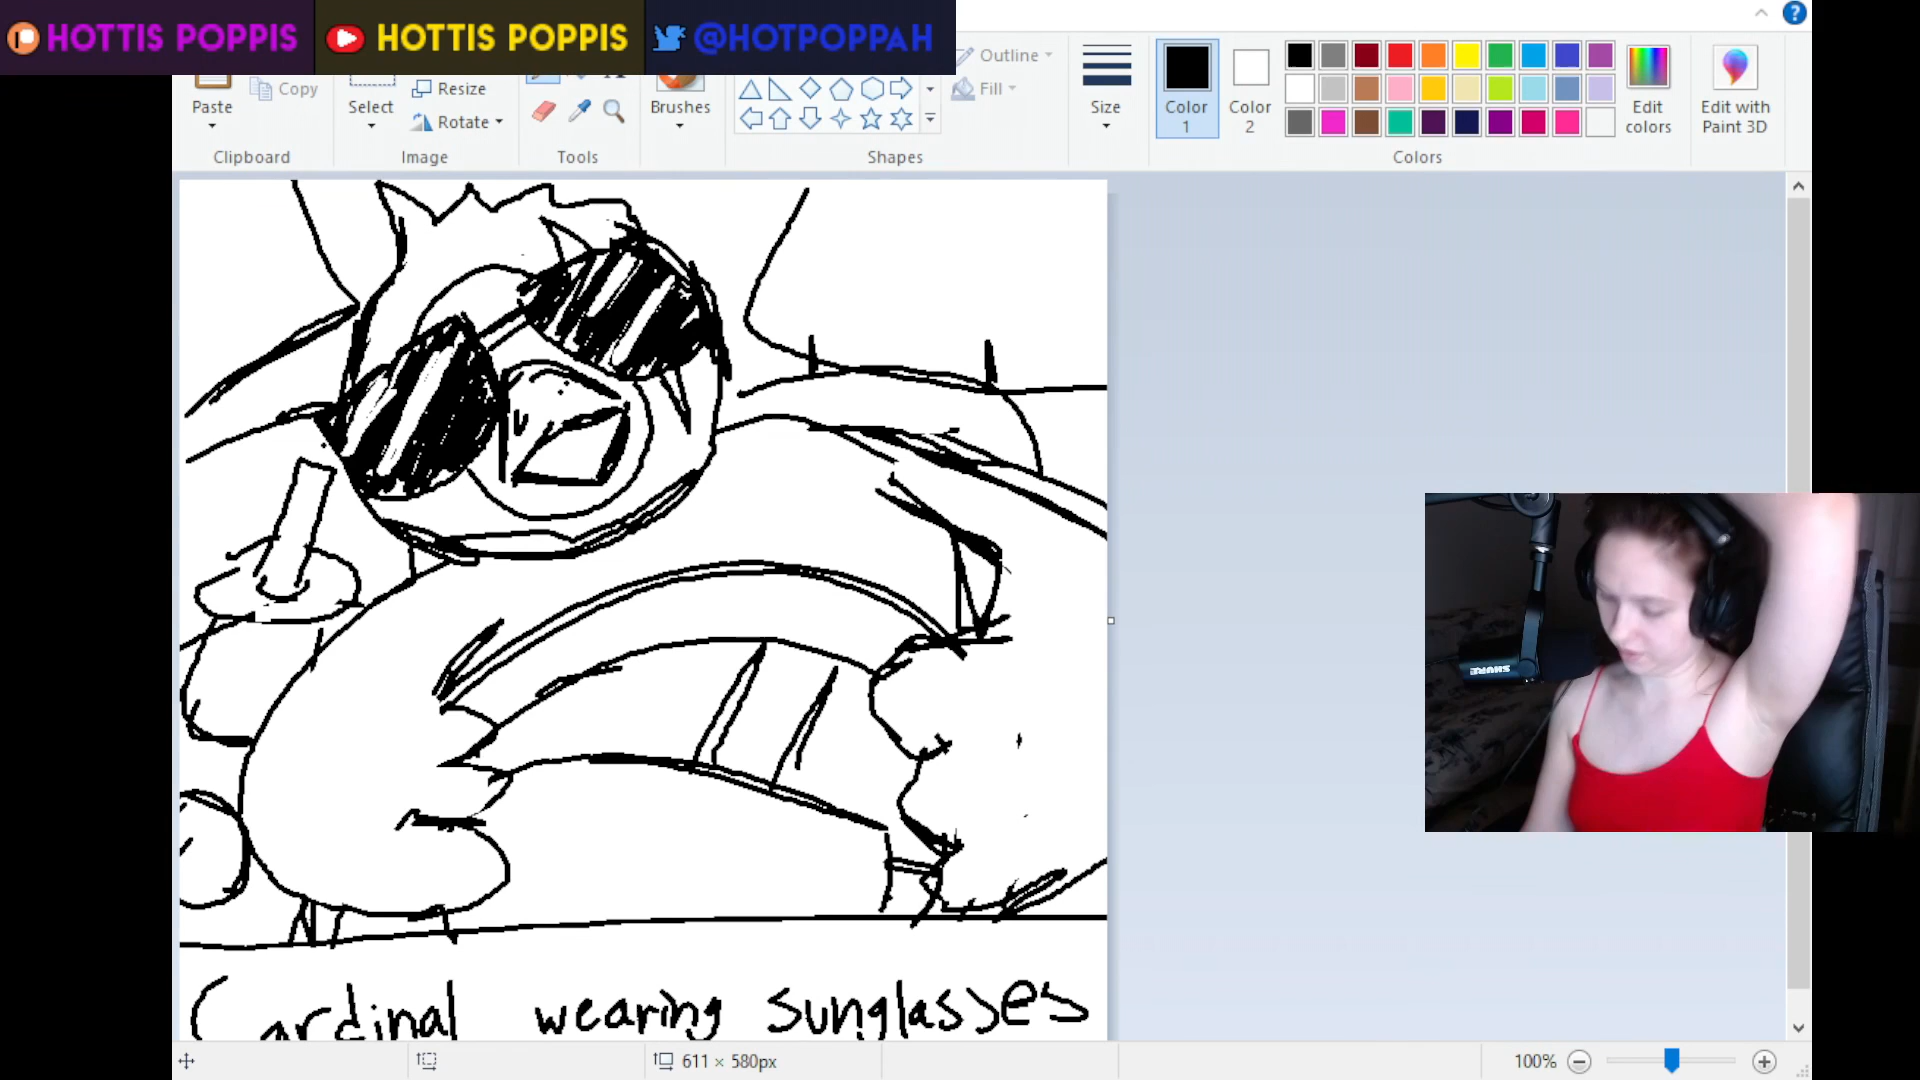 HOTTIS POPPIS HOTTIS POPPIS @HOTPOPPAH
Outline
Fill
Paste
Copy
Select
Resize
Rotate
Brushes
Size
Color 1
Color 2
Edit colors
Edit with Paint 3D
Clipboard
Image
Tools
Shapes
Colors
SHURE
Cardinal wearing sunglasses
611 × 580px
100%